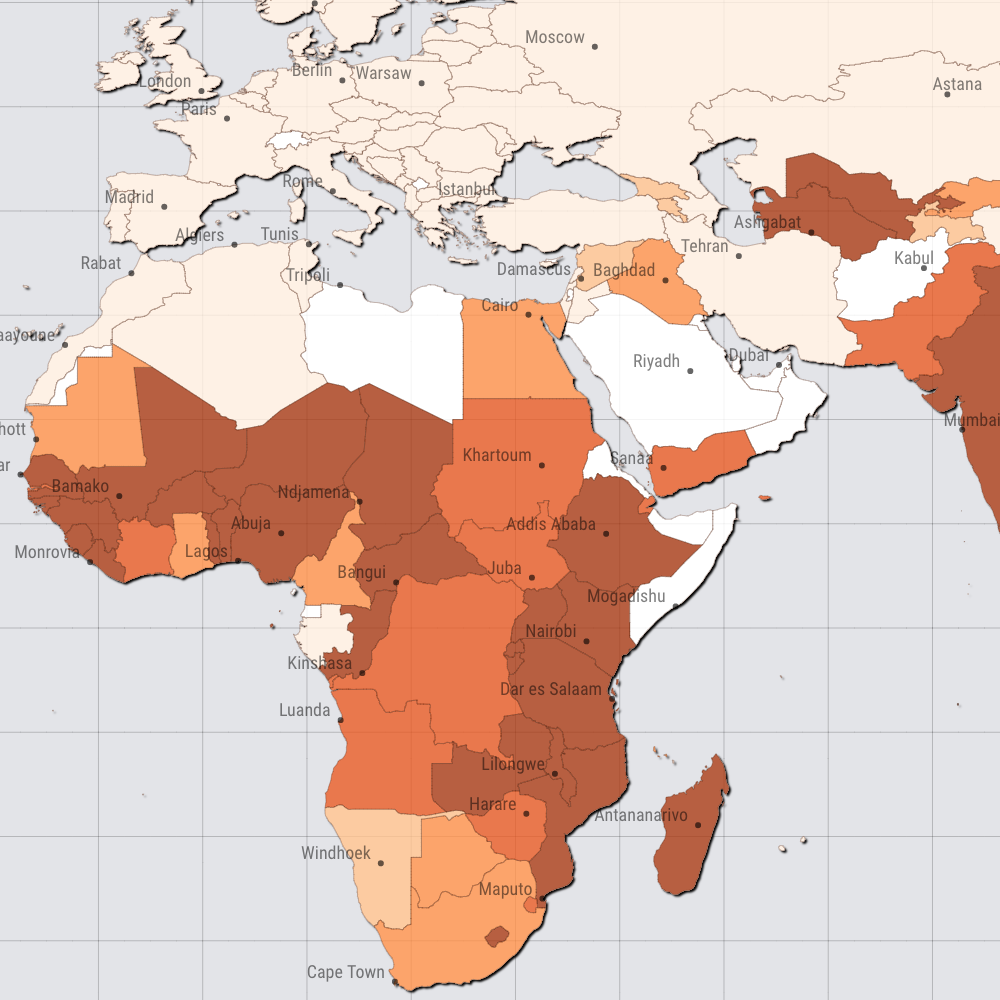 Moscow
Berlin
Warsaw
London
Astana
Paris
Rome
Istanbul
Madrid
Ashgabat
Algiers
Tunis
Tehran
Rabat
Kabul
Tripoli
Damascus
Baghdad
Cairo
aayoune
Riyadh
Dubai
Mumbai
hott
Khartoum
Sanaa
ar
Bamako
Ndjamena
Abuja
Addis Ababa
Monrovia
Lagos
Bangui
Juba
Mogadishu
Nairobi
Kinshasa
Dar es Salaam
Luanda
Lilongwe
Harare
Antananarivo
Windhoek
Maputo
Cape Town